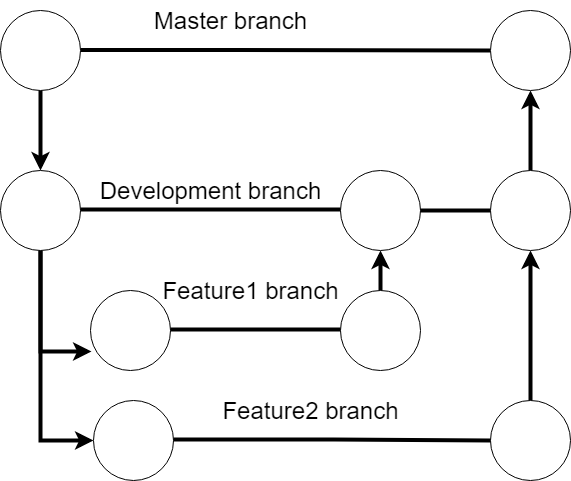 Master branch
Development branch
Feature1 branch
Feature2 branch